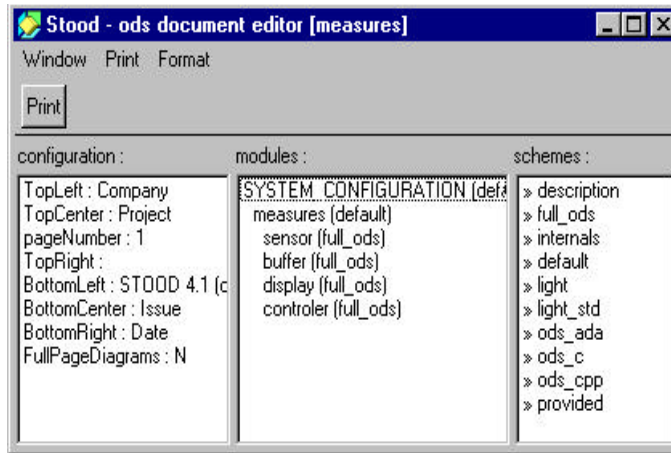 Stood - ods document editor [measures]
Window Print Format
Print
configuration :
TopLeft : Company
TopCenter : Project
pageNumber : 1
TopRight :
BottomLeft : STOOD 4.1 (c
BottomCenter : Issue
BottomRight : Date
FullPageDiagrams : N
modules :
SYSTEM_CONFIGURATION (defa
measures (default)
sensor (full_ods)
buffer (full_ods)
display (full_ods)
controler (full_ods)
schemes :
» description
» full_ods
» internals
» default
» light
» light_std
» ods_ada
» ods_c
» ods_cpp
» provided